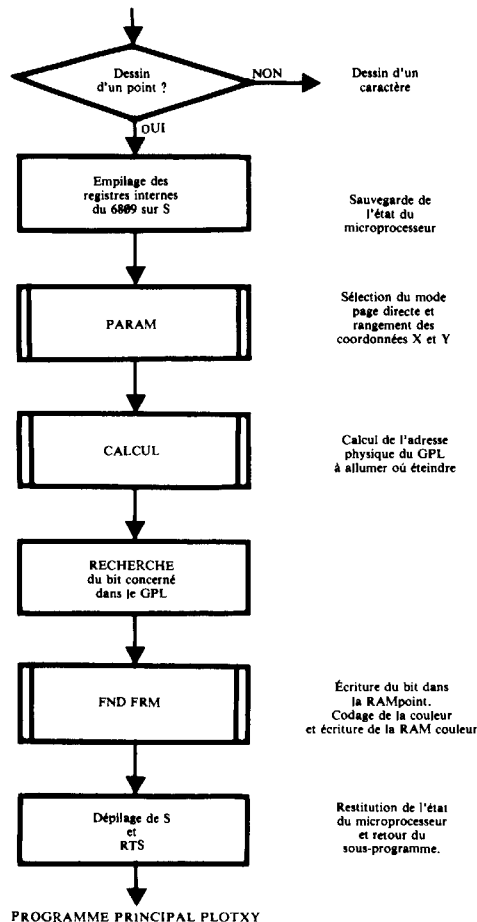 Dessin
d'un point ?
NON
Dessin d'un
caractère
OUI
Empilage des
registres internes
du 6809 sur S
Sauvegarde de
l'état du
microprocesseur
PARAM
Sélection du mode
page directe et
rangement des
coordonnées X et Y
CALCUL
Calcul de l'adresse
physique du GPL
à allumer où éteindre
RECHERCHE
du bit concerné
dans le GPL
FND FRM
Écriture du bit dans
la RAMpoint.
Codage de la couleur
et écriture de la RAM couleur
Dépilage de S
et
RTS
Restitution de l'état
du microprocesseur
et retour du
sous-programme.
PROGRAMME PRINCIPAL PLOTXY